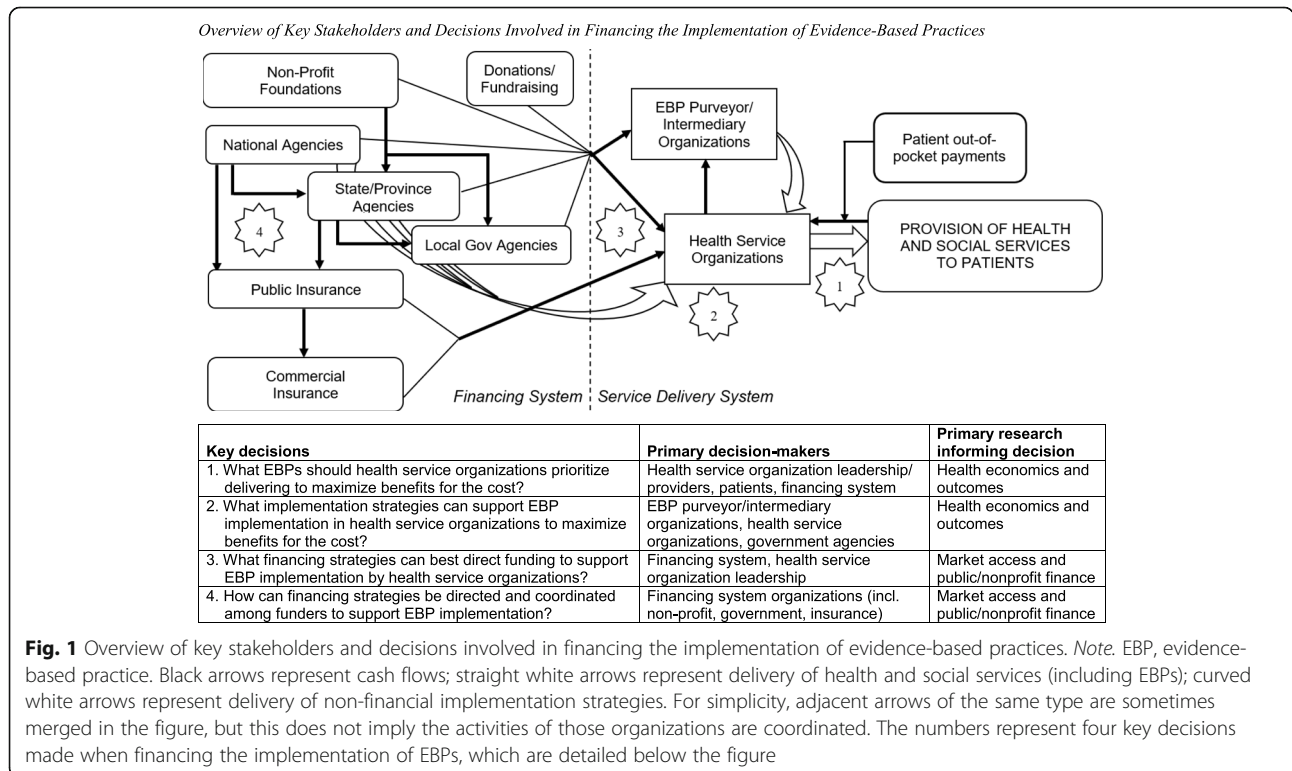 Overview of Key Stakeholders and Decisions Involved in Financing the Implementation of Evidence-Based Practices
Non-Profit
Foundations
Donations/
Fundraising
EBP Purveyor/
Intermediary
Organizations
Patient out-of-
pocket payments
National Agencies
State/Province
Agencies
4
Local Gov Agencies
3
Health Service
Organizations
PROVISION OF HEALTH
AND SOCIAL SERVICES
TO PATIENTS
1
Public Insurance
2
Commercial
Insurance
Financing System
Service Delivery System
Key decisions
Primary decision-makers
Primary research
informing decision
1. What EBPs should health service organizations prioritize
delivering to maximize benefits for the cost?
Health service organization leadership/
providers, patients, financing system
Health economics and
outcomes
2. What implementation strategies can support EBP
implementation in health service organizations to maximize
benefits for the cost?
EBP purveyor/intermediary
organizations, health service
organizations, government agencies
Health economics and
outcomes
3. What financing strategies can best direct funding to support
EBP implementation by health service organizations?
Financing system, health service
organization leadership
Market access and
public/nonprofit finance
4. How can financing strategies be directed and coordinated
among funders to support EBP implementation?
Financing system organizations (incl.
non-profit, government, insurance)
Market access and
public/nonprofit finance
Fig. 1 Overview of key stakeholders and decisions involved in financing the implementation of evidence-based practices. Note. EBP, evidence-
based practice. Black arrows represent cash flows; straight white arrows represent delivery of health and social services (including EBPs); curved
white arrows represent delivery of non-financial implementation strategies. For simplicity, adjacent arrows of the same type are sometimes
merged in the figure, but this does not imply the activities of those organizations are coordinated. The numbers represent four key decisions
made when financing the implementation of EBPs, which are detailed below the figure